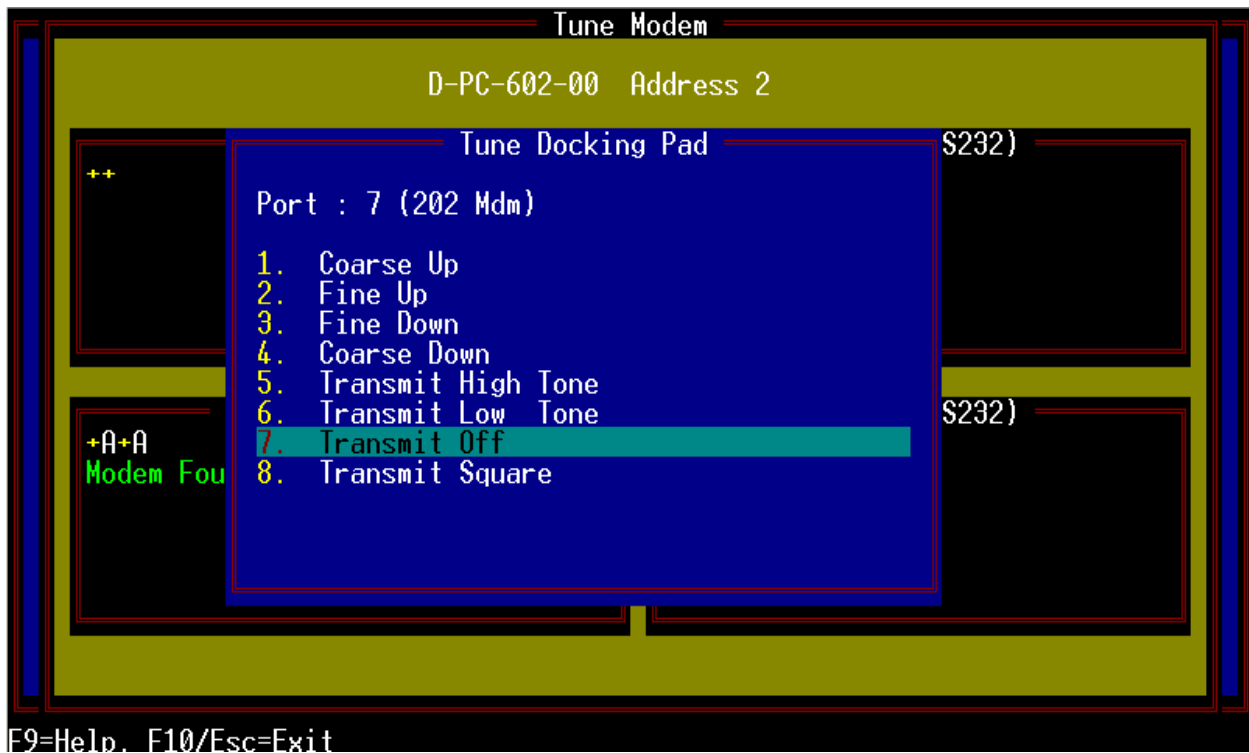 Tune Modem
D-PC-602-00 Address 2
Tune Docking Pad
S232)
++
Port : 7 (202 Mdm)
1. Coarse Up
2. Fine Up
3. Fine Down
4. Coarse Down
5. Transmit High Tone
6. Transmit Low Tone
S232)
+A+A
7. Transmit Off
Modem Fou
8. Transmit Square
F9=Help, F10/Esc=Exit